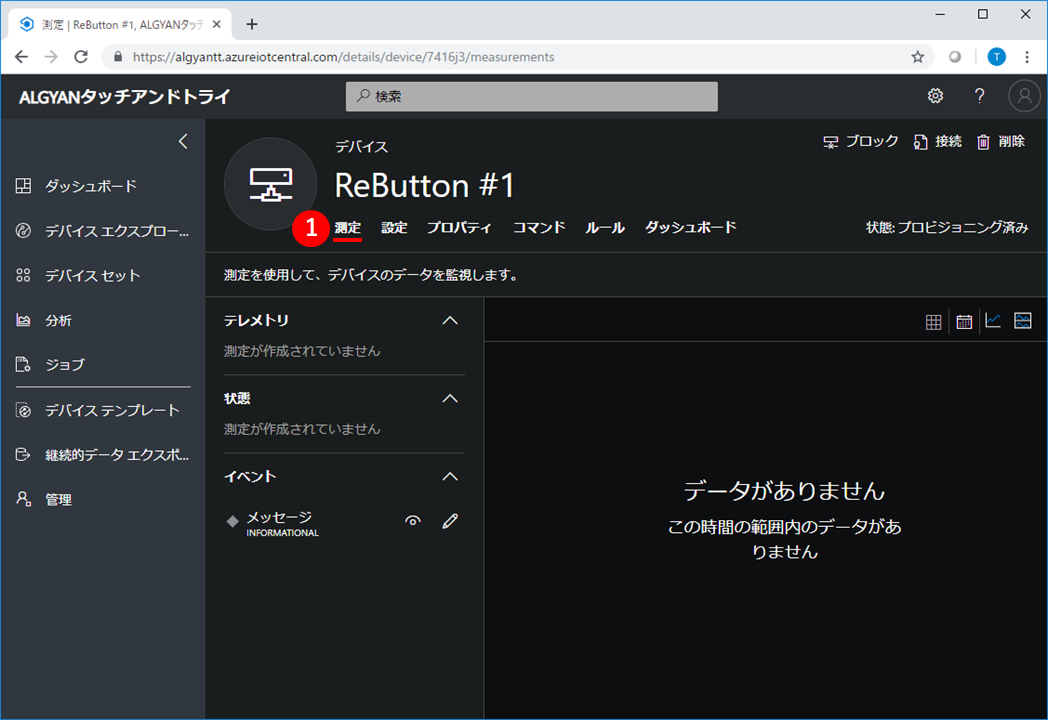 測定 | ReButton #1, ALGYANタッチ
https://algyantt.azureiotcentral.com/details/device/7416j3/measurements
T
ALGYANタッチアンドトライ
検索
?
ダッシュボード
デバイス エクスプロー...
デバイス セット
分析
ジョブ
デバイス テンプレート
継続的データ エクスポ...
管理
デバイス
ブロック
接続
削除
ReButton #1
1
測定
設定
プロパティ
コマンド
ルール
ダッシュボード
状態: プロビジョニング済み
測定を使用して、デバイスのデータを監視します。
テレメトリ
測定が作成されていません
状態
測定が作成されていません
イベント
メッセージ
INFORMATIONAL
データがありません
この時間の範囲内のデータがあ
りません